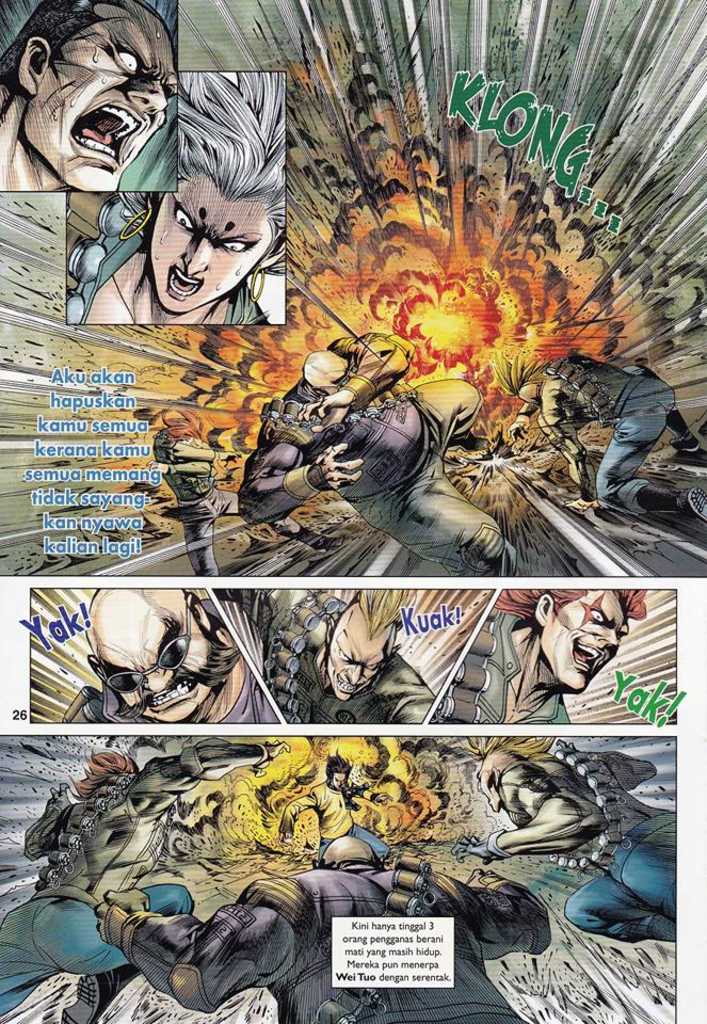 KLONG...
Aku akan
hapuskan
kamu semua
kerana kamu
semua memang
tidak sayang-
kan nyawa
kalian lagi!
Yak!
Kuak!
Yak!
26
Kini hanya tinggal 3
orang pengganas berani
mati yang masih hidup.
Mereka pun menerpa
Wei Tuo dengan serentak.